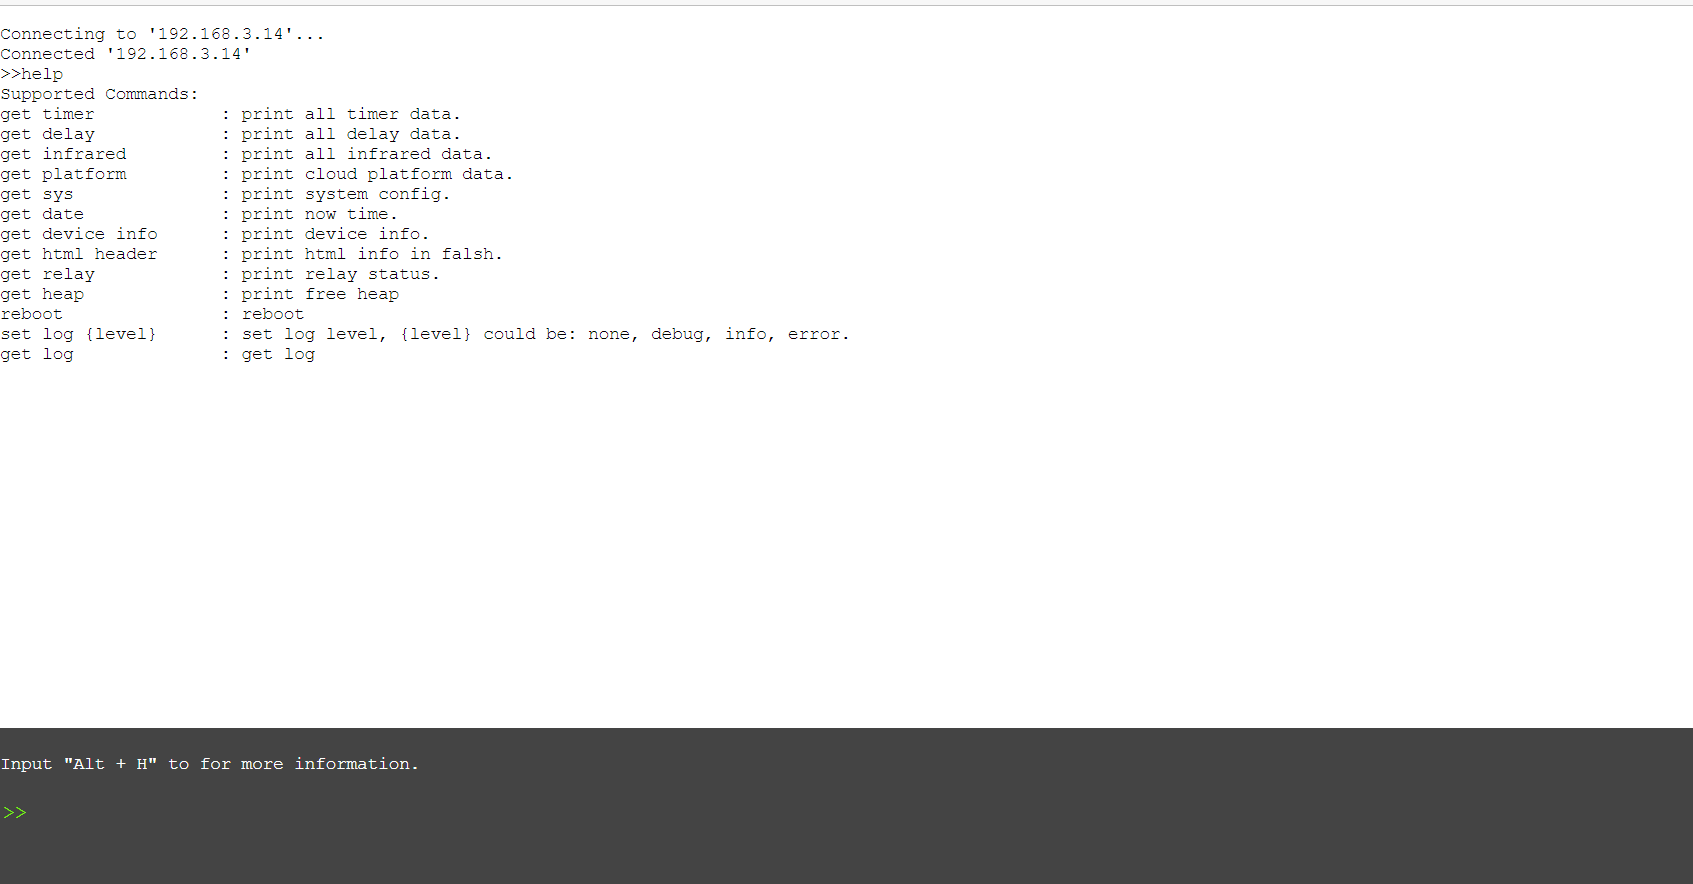 Connecting to '192.168.3.14'...
Connected '192.168.3.14'
>>help
Supported Commands:
get timer            : print all timer data.
get delay            : print all delay data.
get infrared         : print all infrared data.
get platform         : print cloud platform data.
get sys              : print system config.
get date             : print now time.
get device info      : print device info.
get html header      : print html info in falsh.
get relay            : print relay status.
get heap             : print free heap
reboot               : reboot
set log {level}      : set log level, {level} could be: none, debug, info, error.
get log              : get log
Input "Alt + H" to for more information.
>>